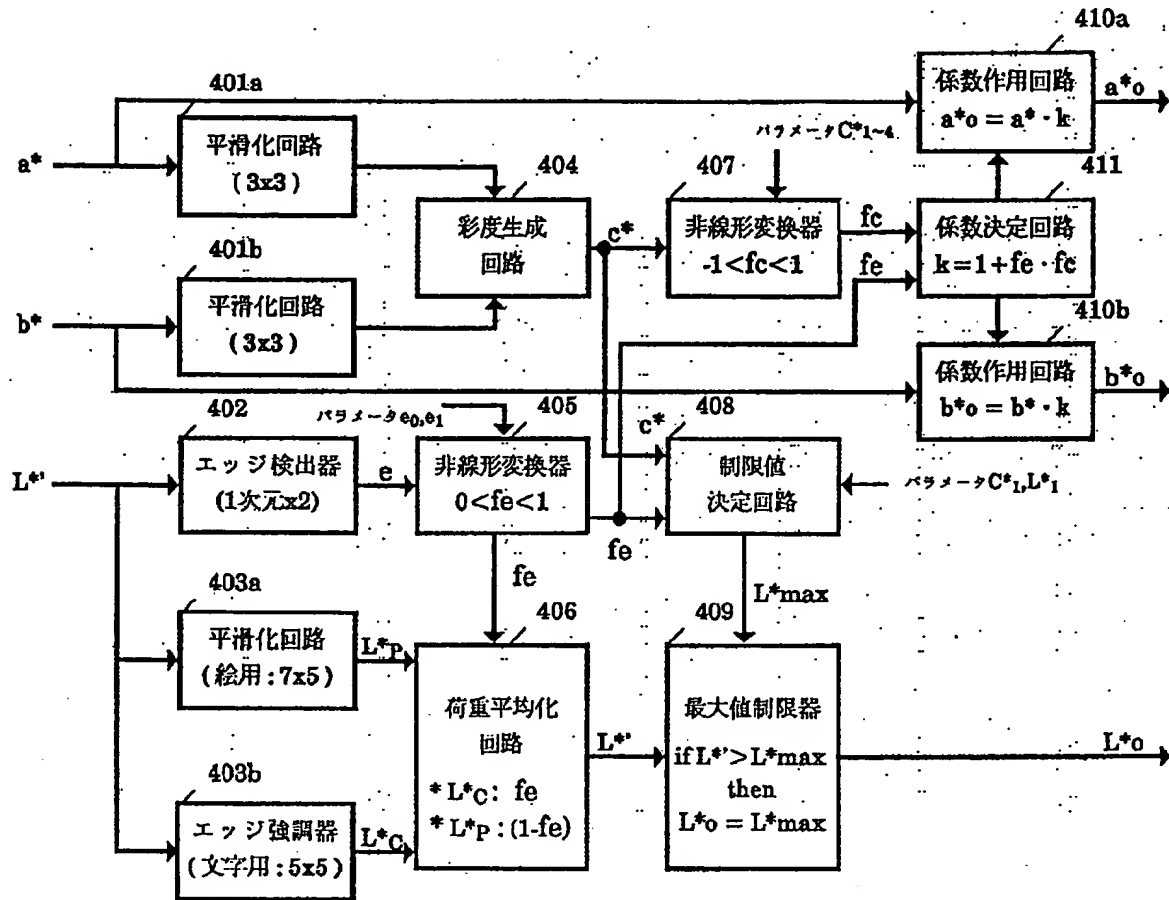 410a
係数作用回路
a*o = a* · k
a*o
401a
平滑化回路
(3x3)
a*
パラメータC*1~4
404
彩度生成
回路
c*
407
非線形変換器
-1<fc<1
fc
fe
411
係数決定回路
k=1+fe · fc
401b
平滑化回路
(3x3)
b*
410b
係数作用回路
b*o = b* · k
b*o
402
エッジ検出器
(1次元x2)
L*'
e
パラメータe0,e1
405
非線形変換器
0<fe<1
fe
fe
c*
408
制限値
決定回路
パラメータC*1,L*1
L*max
403a
平滑化回路
(絵用:7x5)
L*P
403b
エッジ強調器
(文字用:5x5)
L*C
406
荷重平均化
回路
* L*C: fe
* L*P:(1-fe)
L*'
409
最大値制限器
if L*'>L*max
then
L*o = L*max
L*o